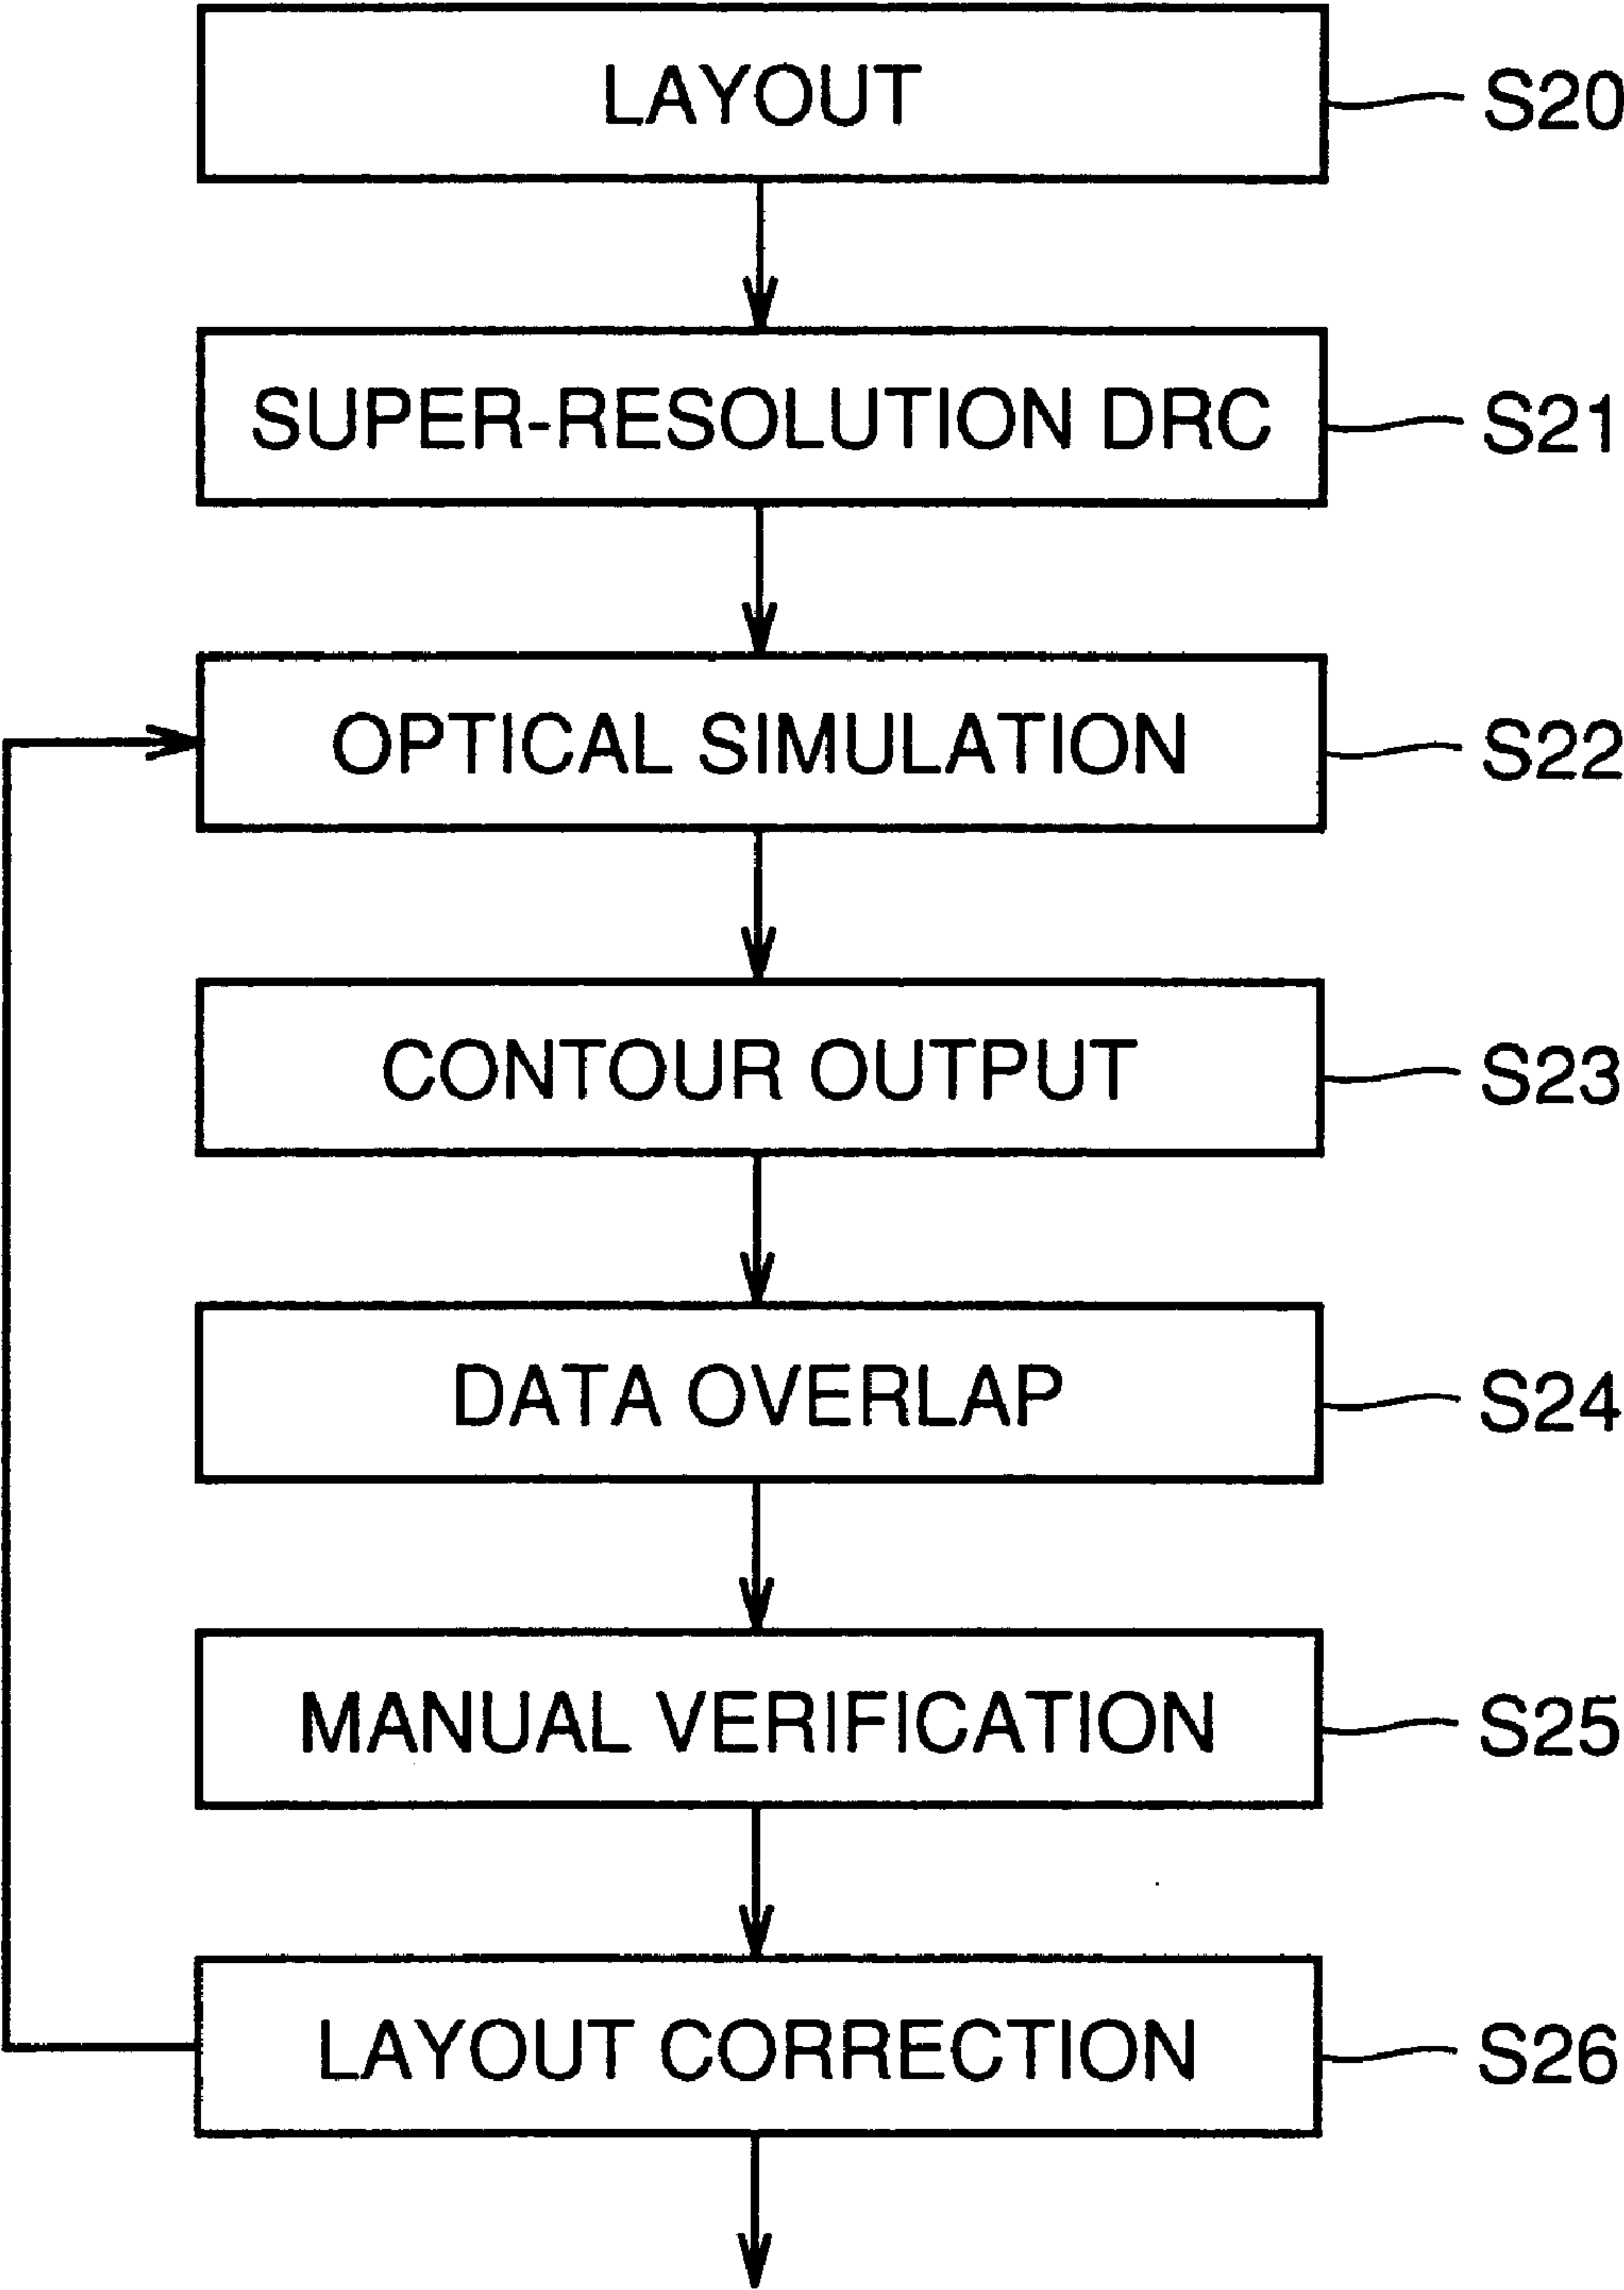 LAYOUT S20
SUPER-RESOLUTION DRC S21
OPTICAL SIMULATION S22
CONTOUR OUTPUT S23
DATA OVERLAP S24
MANUAL VERIFICATION S25
LAYOUT CORRECTION S26